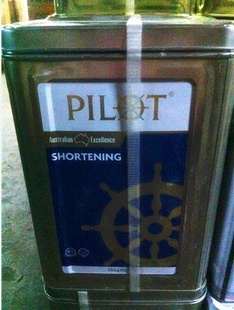 PILOT®
Australian Excellence
SHORTENING